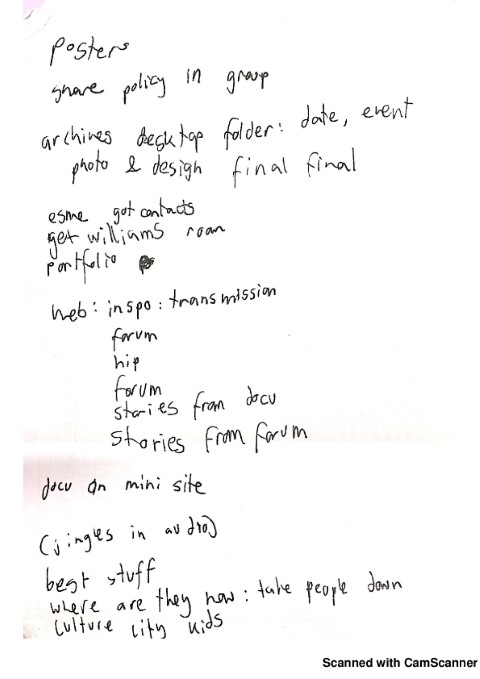 Posters
share policy in group
archives desktop folder: date, event
photo & design final final
esme got contacts
get williams roan
portfolio
web: inspo: transmission
forum
hip
forum
stories from docu
stories from forum
docu on mini site
(jingles in audio)
best stuff
where are they now: take people down
culture city kids
Scanned with CamScanner